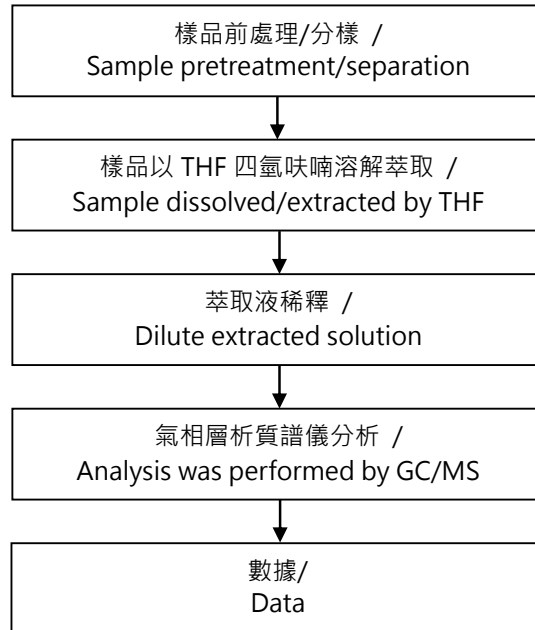 樣品前處理/分樣 /
Sample pretreatment/separation
樣品以 THF 四氫呋喃溶解萃取 /
Sample dissolved/extracted by THF
萃取液稀釋 /
Dilute extracted solution
氣相層析質譜儀分析 /
Analysis was performed by GC/MS
數據/
Data